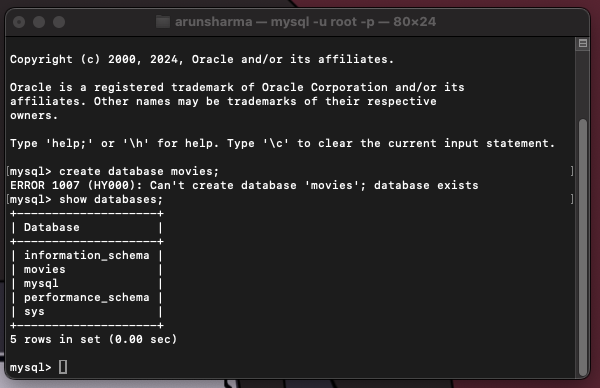 arunsharma — mysql -u root -p — 80×24
Copyright (c) 2000, 2024, Oracle and/or its affiliates.
Oracle is a registered trademark of Oracle Corporation and/or its
affiliates. Other names may be trademarks of their respective
owners.
Type 'help;' or '\h' for help. Type '\c' to clear the current input statement.
[mysql> create database movies; ]
ERROR 1007 (HY000): Can't create database 'movies'; database exists
[mysql> show databases; ]
+--------------------+
| Database           |
+--------------------+
| information_schema |
| movies             |
| mysql              |
| performance_schema |
| sys                |
+--------------------+
5 rows in set (0.00 sec)
mysql>